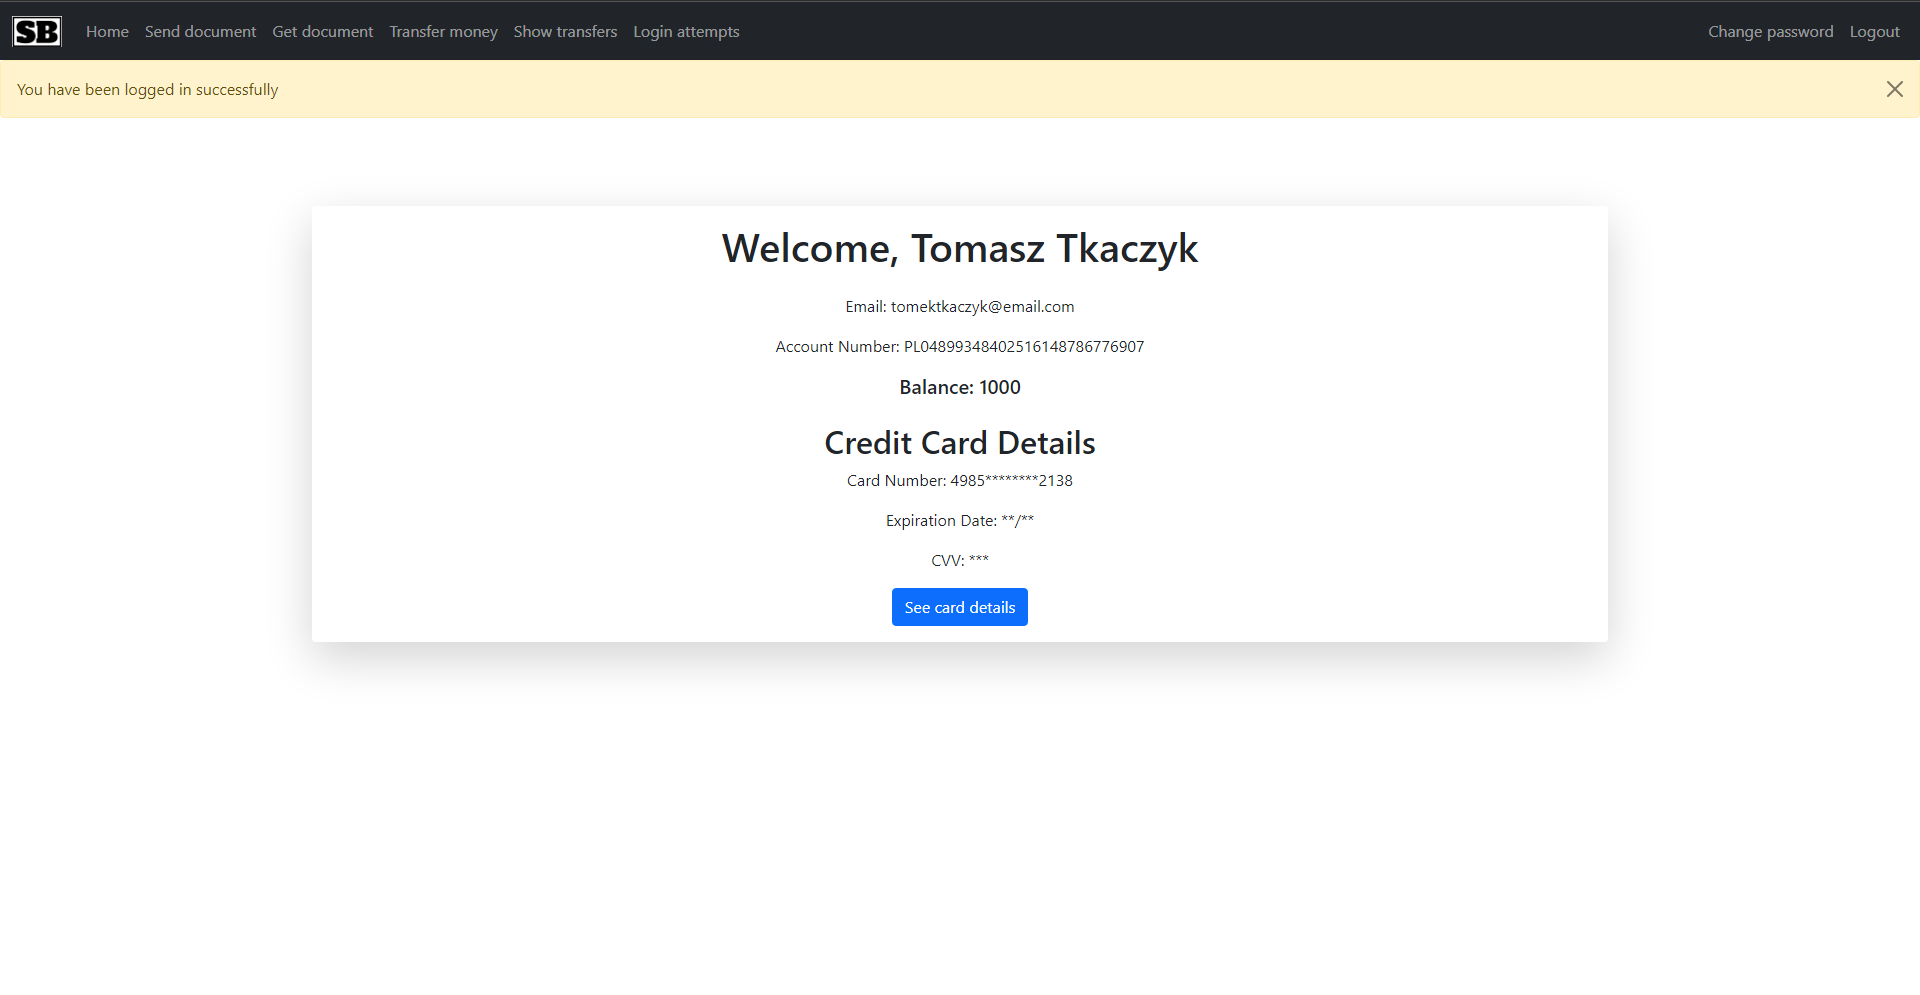 SB Home Send document Get document Transfer money Show transfers Login attempts Change password Logout
You have been logged in successfully
Welcome, Tomasz Tkaczyk
Email: tomektkaczyk@email.com
Account Number: PL04899348402516148786776907
Balance: 1000
Credit Card Details
Card Number: 4985********2138
Expiration Date: **/**
CVV: ***
See card details